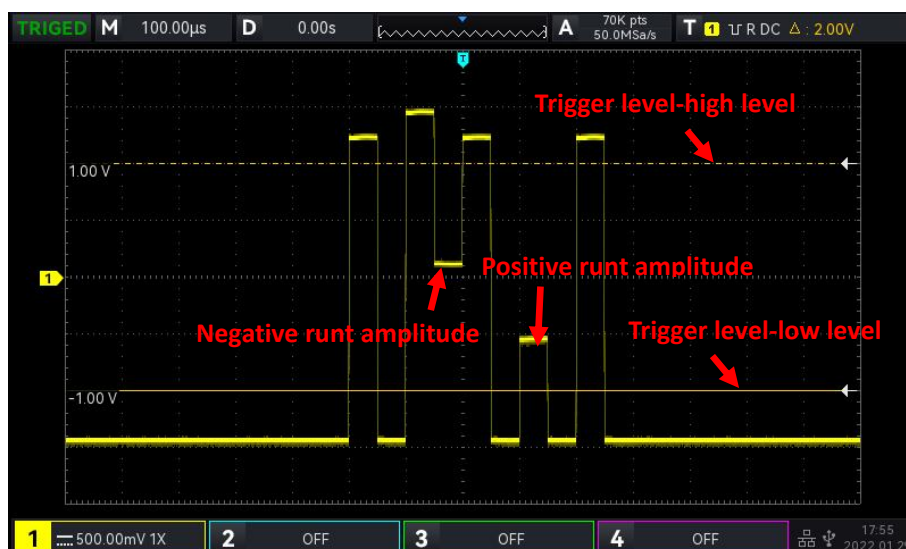 TRIGED M 100.00μs D 0.00s A 70K pts 50.0MSa/s T 1 R DC Δ : 2.00V
T
Trigger level-high level
1.00 V
1
Positive runt amplitude
Negative runt amplitude
Trigger level-low level
-1.00 V
1 500.00mV 1X 2 OFF 3 OFF 4 OFF 17:55